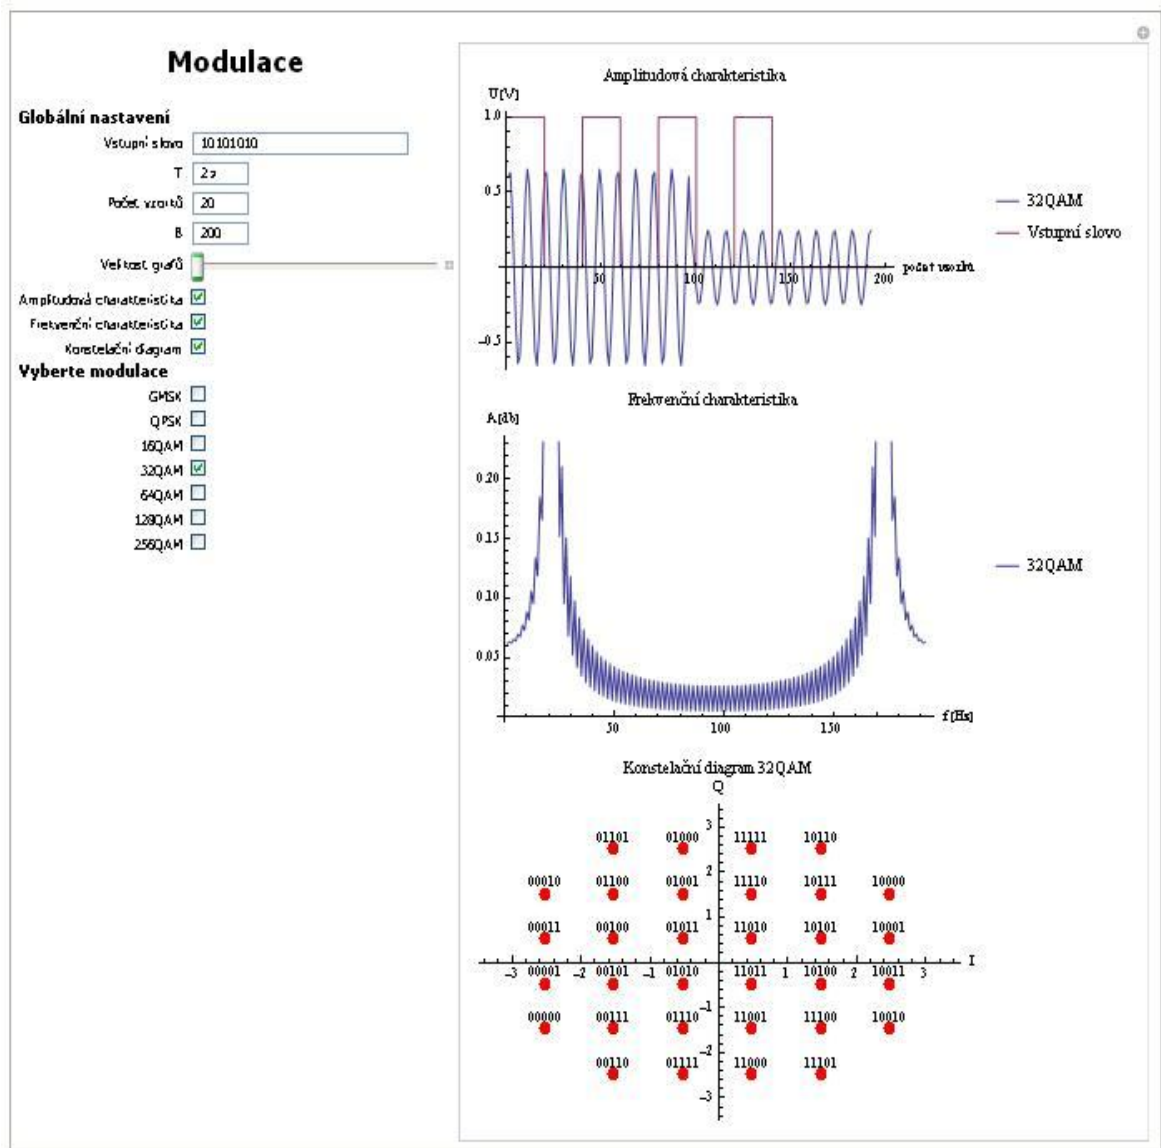 Modulace
Globální nastavení
Vstupní slovo 10101010
T
Počet vzorků 20
B 200
Velikost grafů
Amplitudová charakteristika
Frekvenční charakteristika
Konstelační diagram
Vyberte modulace
GMSK
QPSK
16QAM
32QAM
64QAM
128QAM
256QAM
Amplitudová charakteristika
U[V]
1.0
0.5
-0.5
50 100 150 200
počet vzorků
32QAM
Vstupní slovo
Frekvenční charakteristika
A[db]
0.20
0.15
0.10
0.05
50 100 150
f[Hz]
32QAM
Konstelační diagram 32QAM
Q
3
01101 01000 11111 10110
2
00010 01100 01001 11110 10111 10000
1
00011 00100 01011 11010 10101 10001
I
-3 00001 -2 00101 -1 01010 11011 1 10100 2 10011 3
-1
00000 00111 01110 11001 11100 10010
-2
00110 01111 11000 11101
-3